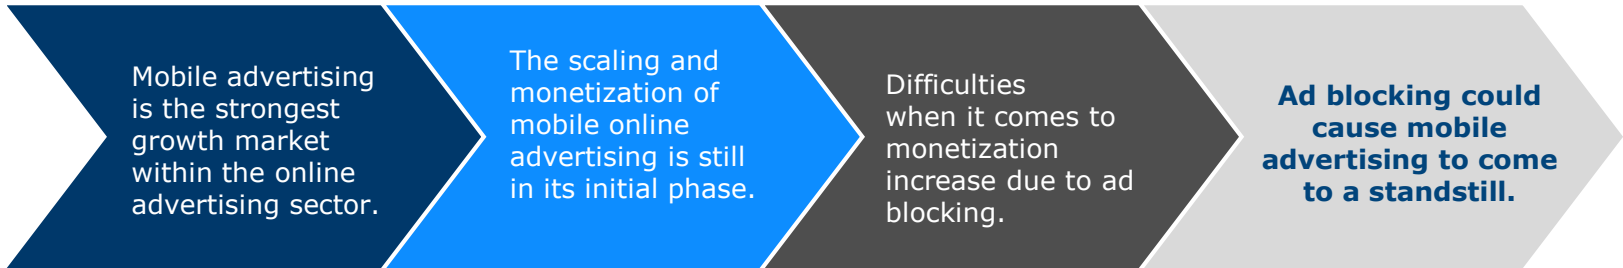 Mobile advertising
is the strongest
growth market
within the online
advertising sector.
The scaling and
monetization of
mobile online
advertising is still
in its initial phase.
Difficulties
when it comes to
monetization
increase due to ad
blocking.
Ad blocking could
cause mobile
advertising to come
to a standstill.